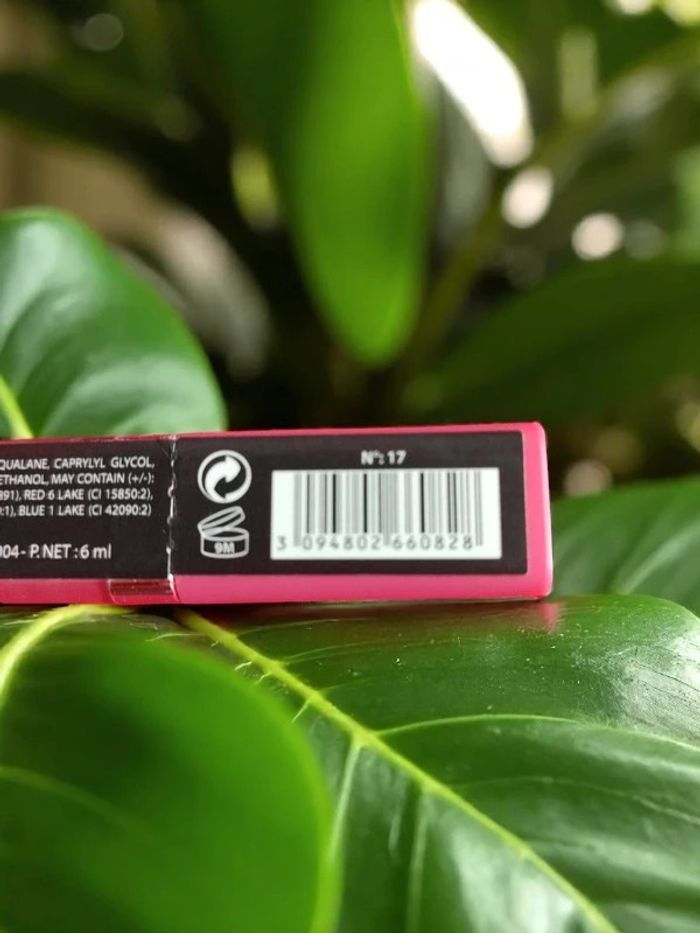 QUALANE, CAPRYLYL GLYCOL,
ETHANOL, MAY CONTAIN (+/-):
891), RED 6 LAKE (CI 15850:2),
:1), BLUE 1 LAKE (CI 42090:2)
004- P. NET : 6 ml
9M
N°: 17
3 094802 660828